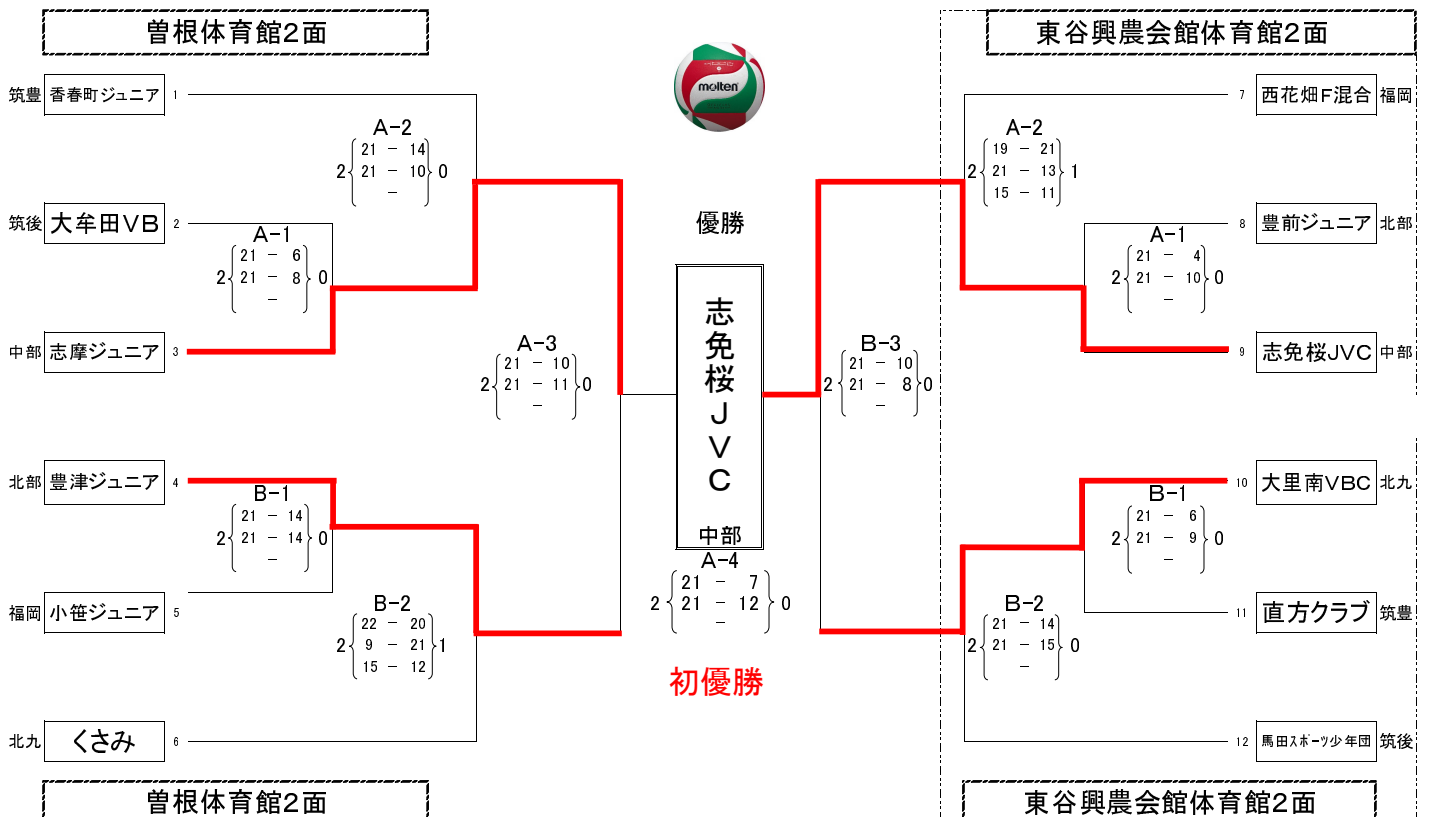 曽根体育館2面
東谷興農会館体育館2面
molten
筑豊 香春町ジュニア 1
7 西花畑F混合 福岡
A-2
21 - 14
2 21 - 10 0
-
A-2
19 - 21
2 21 - 13 1
15 - 11
筑後 大牟田VB 2
優勝
8 豊前ジュニア 北部
A-1
21 - 6
2 21 - 8 0
-
A-1
21 - 4
2 21 - 10 0
-
中部 志摩ジュニア 3
9 志免桜JVC 中部
A-3
21 - 10
2 21 - 11 0
-
志免桜JVC
中部
B-3
21 - 10
2 21 - 8 0
-
北部 豊津ジュニア 4
10 大里南VBC 北九
B-1
21 - 14
2 21 - 14 0
-
B-1
21 - 6
2 21 - 9 0
-
A-4
21 - 7
2 21 - 12 0
-
福岡 小笹ジュニア 5
11 直方クラブ 筑豊
B-2
22 - 20
2 9 - 21 1
15 - 12
B-2
21 - 14
2 21 - 15 0
-
初優勝
北九 くさみ 6
12 馬田スポーツ少年団 筑後
曽根体育館2面
東谷興農会館体育館2面